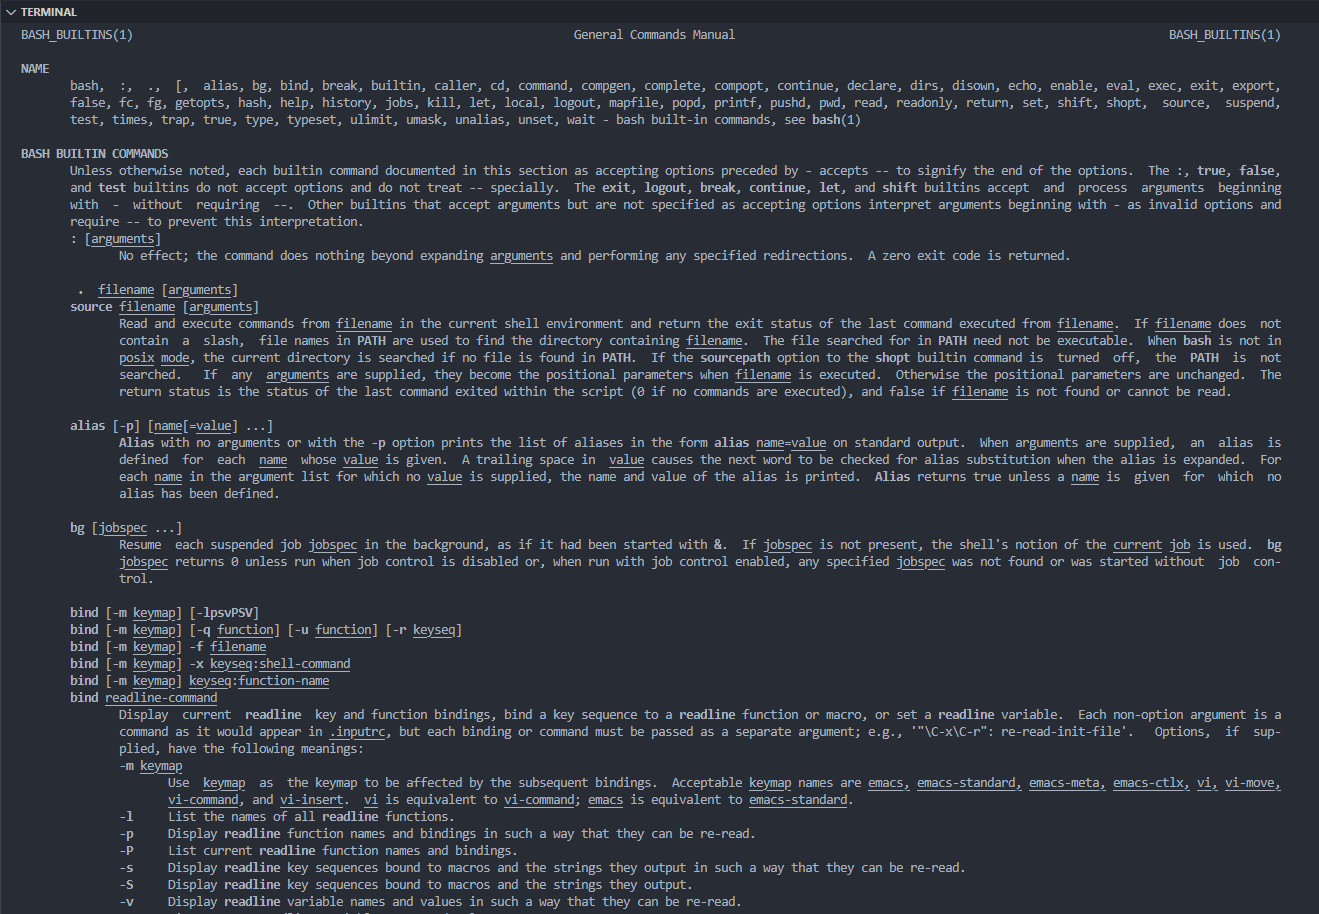 TERMINAL
BASH_BUILTINS(1) General Commands Manual BASH_BUILTINS(1)
NAME
bash, :, ., [, alias, bg, bind, break, builtin, caller, cd, command, compgen, complete, compopt, continue, declare, dirs, disown, echo, enable, eval, exec, exit, export,
false, fc, fg, getopts, hash, help, history, jobs, kill, let, local, logout, mapfile, popd, printf, pushd, pwd, read, readonly, return, set, shift, shopt, source, suspend,
test, times, trap, true, type, typeset, ulimit, umask, unalias, unset, wait - bash built-in commands, see bash(1)
BASH BUILTIN COMMANDS
Unless otherwise noted, each builtin command documented in this section as accepting options preceded by - accepts -- to signify the end of the options. The :, true, false,
and test builtins do not accept options and do not treat -- specially. The exit, logout, break, continue, let, and shift builtins accept and process arguments beginning
with - without requiring --. Other builtins that accept arguments but are not specified as accepting options interpret arguments beginning with - as invalid options and
require -- to prevent this interpretation.
: [arguments]
No effect; the command does nothing beyond expanding arguments and performing any specified redirections. A zero exit code is returned.
. filename [arguments]
source filename [arguments]
Read and execute commands from filename in the current shell environment and return the exit status of the last command executed from filename. If filename does not
contain a slash, file names in PATH are used to find the directory containing filename. The file searched for in PATH need not be executable. When bash is not in
posix mode, the current directory is searched if no file is found in PATH. If the sourcepath option to the shopt builtin command is turned off, the PATH is not
searched. If any arguments are supplied, they become the positional parameters when filename is executed. Otherwise the positional parameters are unchanged. The
return status is the status of the last command exited within the script (0 if no commands are executed), and false if filename is not found or cannot be read.
alias [-p] [name[=value] ...]
Alias with no arguments or with the -p option prints the list of aliases in the form alias name=value on standard output. When arguments are supplied, an alias is
defined for each name whose value is given. A trailing space in value causes the next word to be checked for alias substitution when the alias is expanded. For
each name in the argument list for which no value is supplied, the name and value of the alias is printed. Alias returns true unless a name is given for which no
alias has been defined.
bg [jobspec ...]
Resume each suspended job jobspec in the background, as if it had been started with &. If jobspec is not present, the shell's notion of the current job is used. bg
jobspec returns 0 unless run when job control is disabled or, when run with job control enabled, any specified jobspec was not found or was started without job con-
trol.
bind [-m keymap] [-lpsvPSV]
bind [-m keymap] [-q function] [-u function] [-r keyseq]
bind [-m keymap] -f filename
bind [-m keymap] -x keyseq:shell-command
bind [-m keymap] keyseq:function-name
bind readline-command
Display current readline key and function bindings, bind a key sequence to a readline function or macro, or set a readline variable. Each non-option argument is a
command as it would appear in .inputrc, but each binding or command must be passed as a separate argument; e.g., '"\C-x\C-r": re-read-init-file'. Options, if sup-
plied, have the following meanings:
-m keymap
Use keymap as the keymap to be affected by the subsequent bindings. Acceptable keymap names are emacs, emacs-standard, emacs-meta, emacs-ctlx, vi, vi-move,
vi-command, and vi-insert. vi is equivalent to vi-command; emacs is equivalent to emacs-standard.
-l List the names of all readline functions.
-p Display readline function names and bindings in such a way that they can be re-read.
-P List current readline function names and bindings.
-s Display readline key sequences bound to macros and the strings they output in such a way that they can be re-read.
-S Display readline key sequences bound to macros and the strings they output.
-v Display readline variable names and values in such a way that they can be re-read.